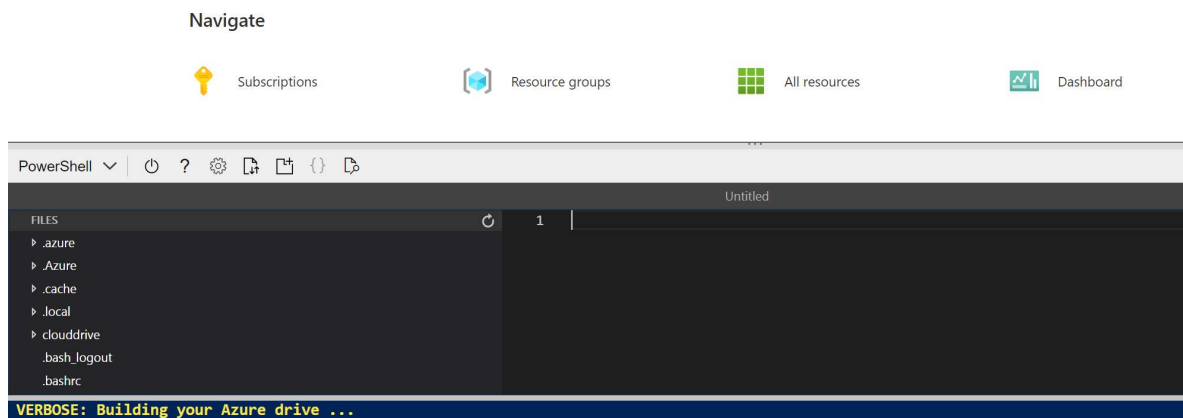 Navigate
Subscriptions Resource groups All resources Dashboard
PowerShell ? {}
Untitled
FILES 1
.azure
.Azure
.cache
.local
clouddrive
.bash_logout
.bashrc
VERBOSE: Building your Azure drive ...